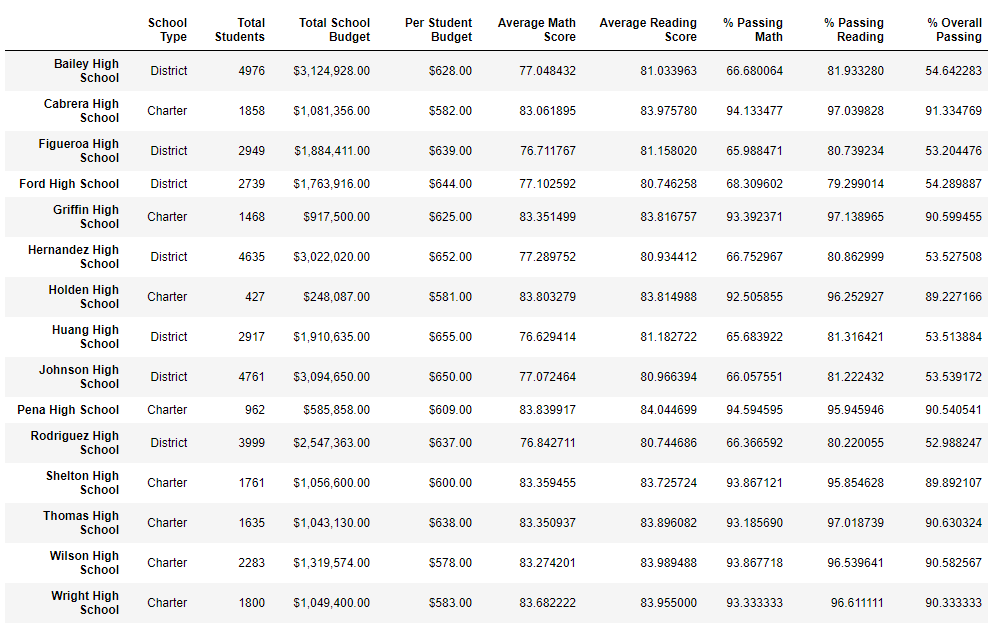 School Type Total Students Total School Budget Per Student Budget Average Math Score Average Reading Score % Passing Math % Passing Reading % Overall Passing
Bailey High School District 4976 $3,124,928.00 $628.00 77.048432 81.033963 66.680064 81.933280 54.642283
Cabrera High School Charter 1858 $1,081,356.00 $582.00 83.061895 83.975780 94.133477 97.039828 91.334769
Figueroa High School District 2949 $1,884,411.00 $639.00 76.711767 81.158020 65.988471 80.739234 53.204476
Ford High School District 2739 $1,763,916.00 $644.00 77.102592 80.746258 68.309602 79.299014 54.289887
Griffin High School Charter 1468 $917,500.00 $625.00 83.351499 83.816757 93.392371 97.138965 90.599455
Hernandez High School District 4635 $3,022,020.00 $652.00 77.289752 80.934412 66.752967 80.862999 53.527508
Holden High School Charter 427 $248,087.00 $581.00 83.803279 83.814988 92.505855 96.252927 89.227166
Huang High School District 2917 $1,910,635.00 $655.00 76.629414 81.182722 65.683922 81.316421 53.513884
Johnson High School District 4761 $3,094,650.00 $650.00 77.072464 80.966394 66.057551 81.222432 53.539172
Pena High School Charter 962 $585,858.00 $609.00 83.839917 84.044699 94.594595 95.945946 90.540541
Rodriguez High School District 3999 $2,547,363.00 $637.00 76.842711 80.744686 66.366592 80.220055 52.988247
Shelton High School Charter 1761 $1,056,600.00 $600.00 83.359455 83.725724 93.867121 95.854628 89.892107
Thomas High School Charter 1635 $1,043,130.00 $638.00 83.350937 83.896082 93.185690 97.018739 90.630324
Wilson High School Charter 2283 $1,319,574.00 $578.00 83.274201 83.989488 93.867718 96.539641 90.582567
Wright High School Charter 1800 $1,049,400.00 $583.00 83.682222 83.955000 93.333333 96.611111 90.333333